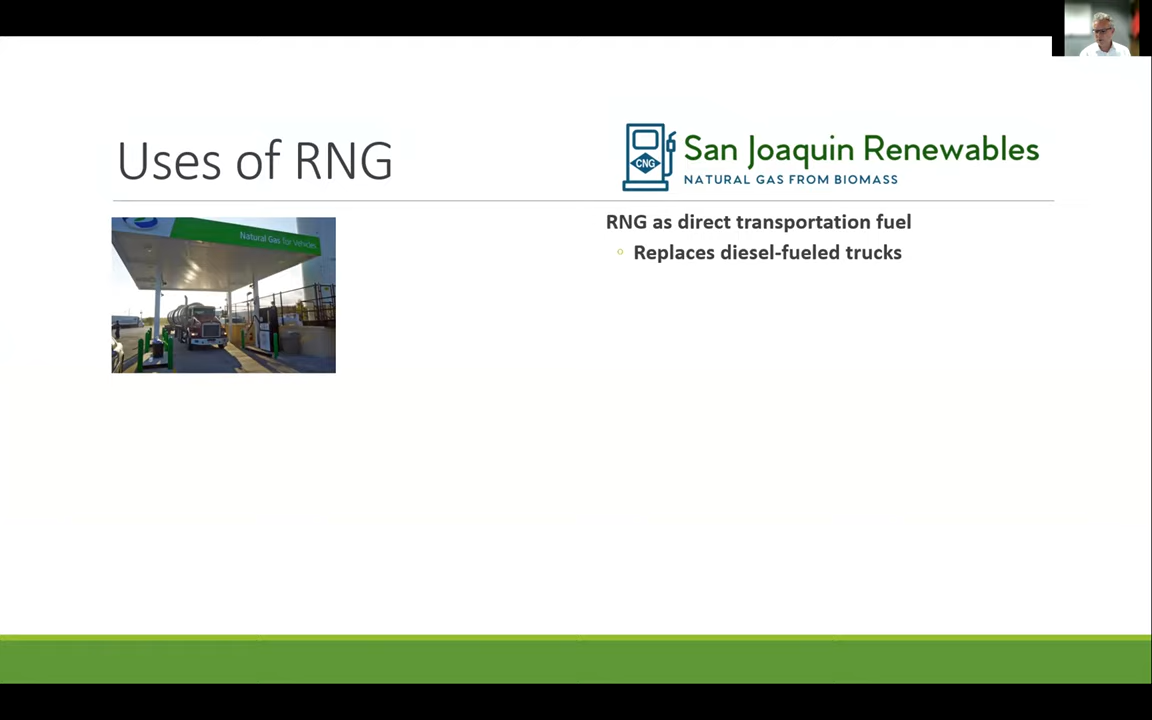 Uses of RNG
CNG
San Joaquin Renewables
NATURAL GAS FROM BIOMASS
Natural Gas for Vehicles
RNG as direct transportation fuel
Replaces diesel-fueled trucks